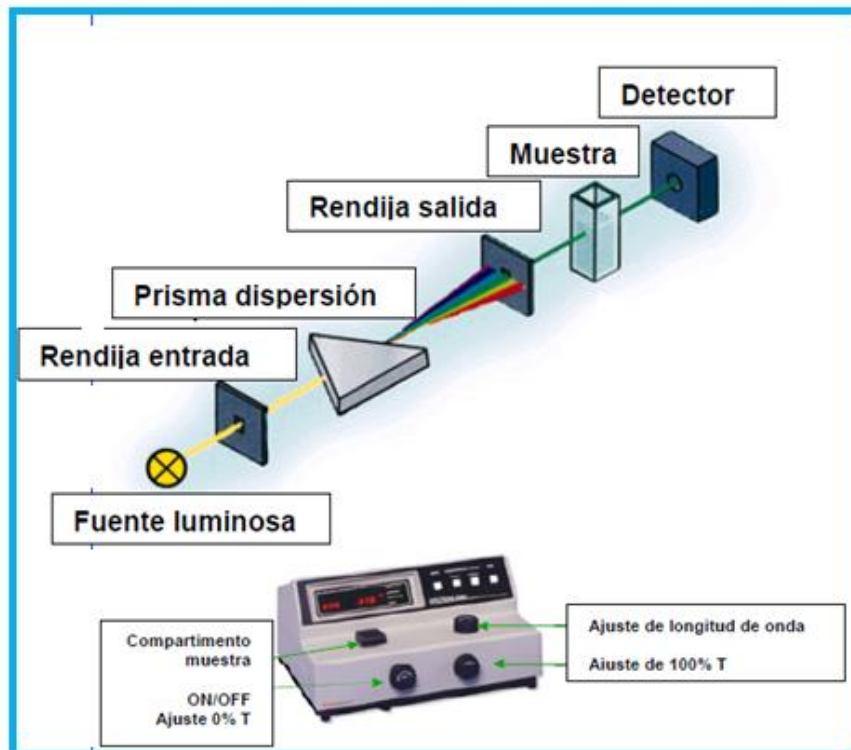 Detector
Muestra
Rendija salida
Prisma dispersión
Rendija entrada
Fuente luminosa
Compartimento
muestra
ON/OFF
Ajuste 0% T
Ajuste de longitud de onda
Aiuste de 100% T